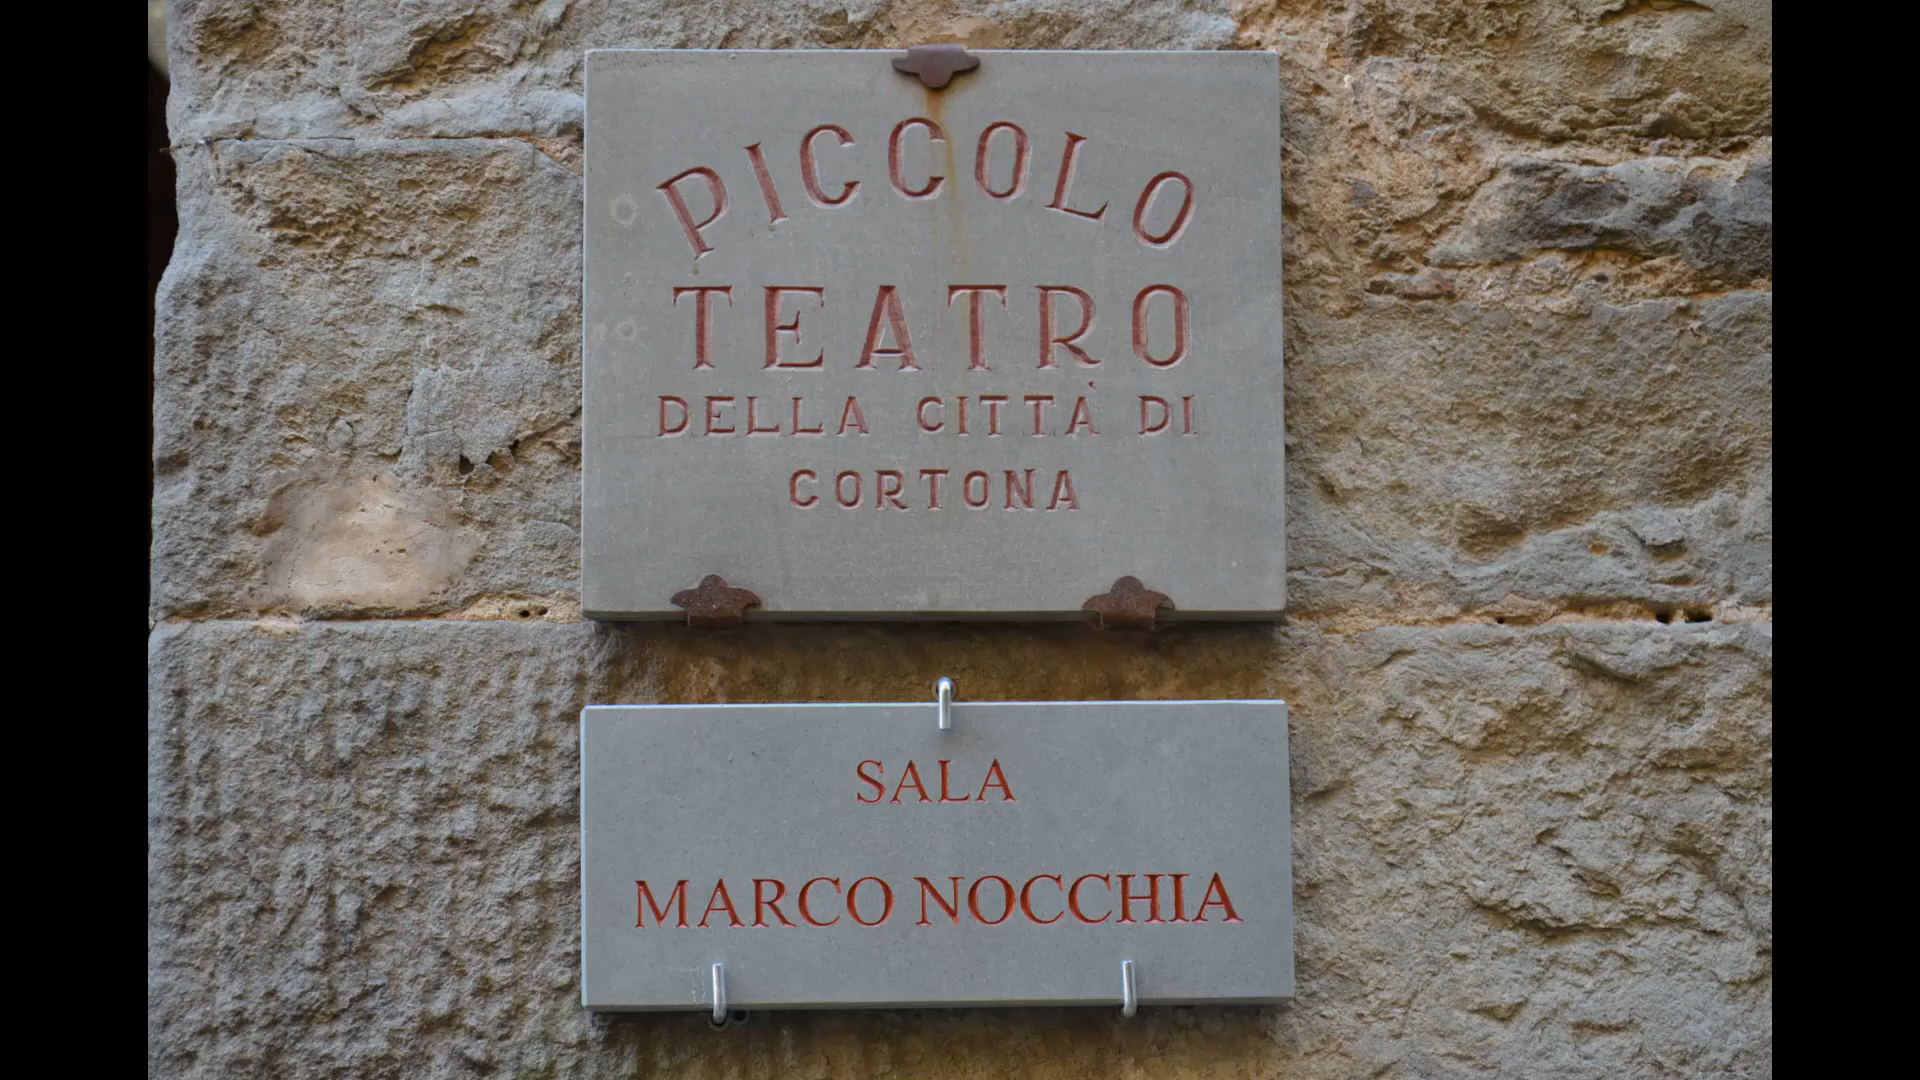 PICCOLO
TEATRO
DELLA CITTÀ DI
CORTONA
SALA
MARCO NOCCHIA